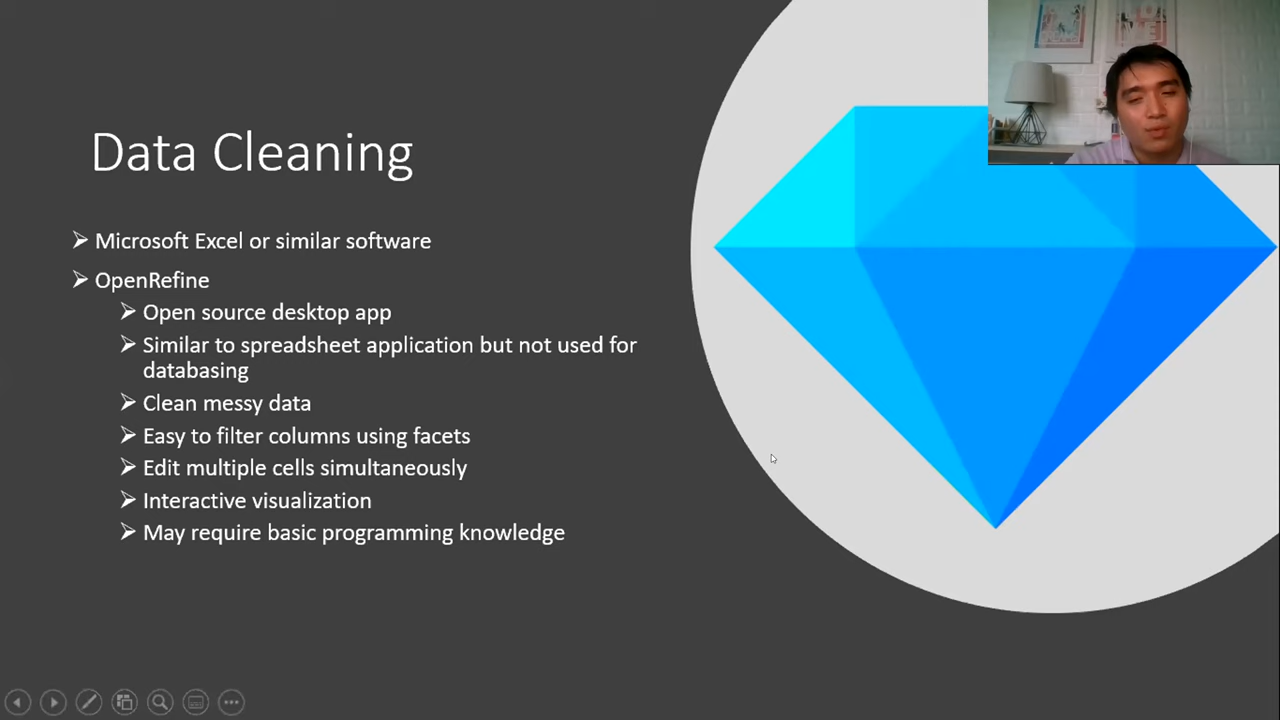 Data Cleaning
Microsoft Excel or similar software
OpenRefine
Open source desktop app
Similar to spreadsheet application but not used for
databasing
Clean messy data
Easy to filter columns using facets
Edit multiple cells simultaneously
Interactive visualization
May require basic programming knowledge